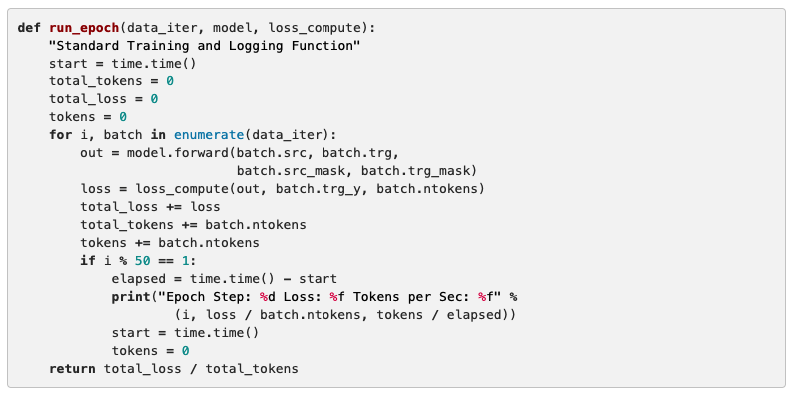 def run_epoch(data_iter, model, loss_compute):
    "Standard Training and Logging Function"
    start = time.time()
    total_tokens = 0
    total_loss = 0
    tokens = 0
    for i, batch in enumerate(data_iter):
        out = model.forward(batch.src, batch.trg,
                            batch.src_mask, batch.trg_mask)
        loss = loss_compute(out, batch.trg_y, batch.ntokens)
        total_loss += loss
        total_tokens += batch.ntokens
        tokens += batch.ntokens
        if i % 50 == 1:
            elapsed = time.time() - start
            print("Epoch Step: %d Loss: %f Tokens per Sec: %f" %
                    (i, loss / batch.ntokens, tokens / elapsed))
            start = time.time()
            tokens = 0
    return total_loss / total_tokens